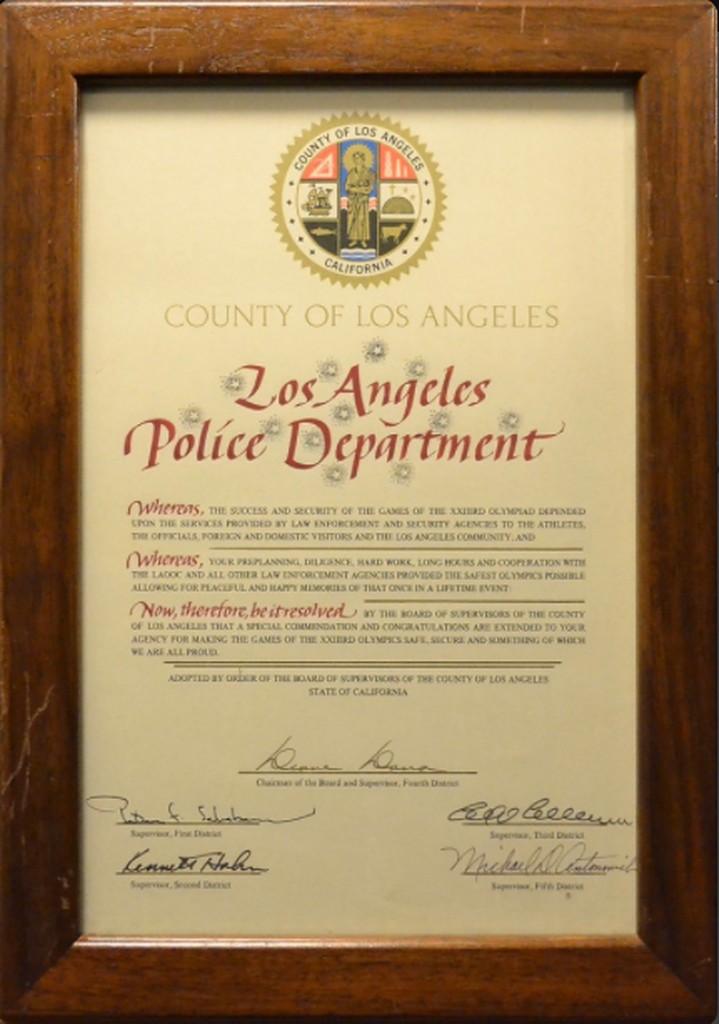 COUNTY OF LOS ANGELES
CALIFORNIA
COUNTY OF LOS ANGELES
Los Angeles
Police Department
Whereas, THE SUCCESS AND SECURITY OF THE GAMES OF THE XXIIIRD OLYMPIAD DEPENDED
UPON THE SERVICES PROVIDED BY LAW ENFORCEMENT AND SECURITY AGENCIES TO THE ATHLETES,
THE OFFICIALS, FOREIGN AND DOMESTIC VISITORS AND THE LOS ANGELES COMMUNITY; AND
Whereas, YOUR PREPLANNING, DILIGENCE, HARD WORK, LONG HOURS AND COOPERATION WITH
THE LAOOC AND ALL OTHER LAW ENFORCEMENT AGENCIES PROVIDED THE SAFEST OLYMPICS POSSIBLE
ALLOWING FOR PEACEFUL AND HAPPY MEMORIES OF THAT ONCE IN A LIFETIME EVENT:
Now, therefore, be it resolved BY THE BOARD OF SUPERVISORS OF THE COUNTY
OF LOS ANGELES THAT A SPECIAL COMMENDATION AND CONGRATULATIONS ARE EXTENDED TO YOUR
AGENCY FOR MAKING THE GAMES OF THE XXIIIRD OLYMPICS SAFE, SECURE AND SOMETHING OF WHICH
WE ARE ALL PROUD.
ADOPTED BY ORDER OF THE BOARD OF SUPERVISORS OF THE COUNTY OF LOS ANGELES
STATE OF CALIFORNIA
Deane Dana
Chairman of the Board and Supervisor, Fourth District
Supervisor, First District
Supervisor, Third District
Kenneth Hahn
Michael D. Antonovich
Supervisor, Second District
Supervisor, Fifth District